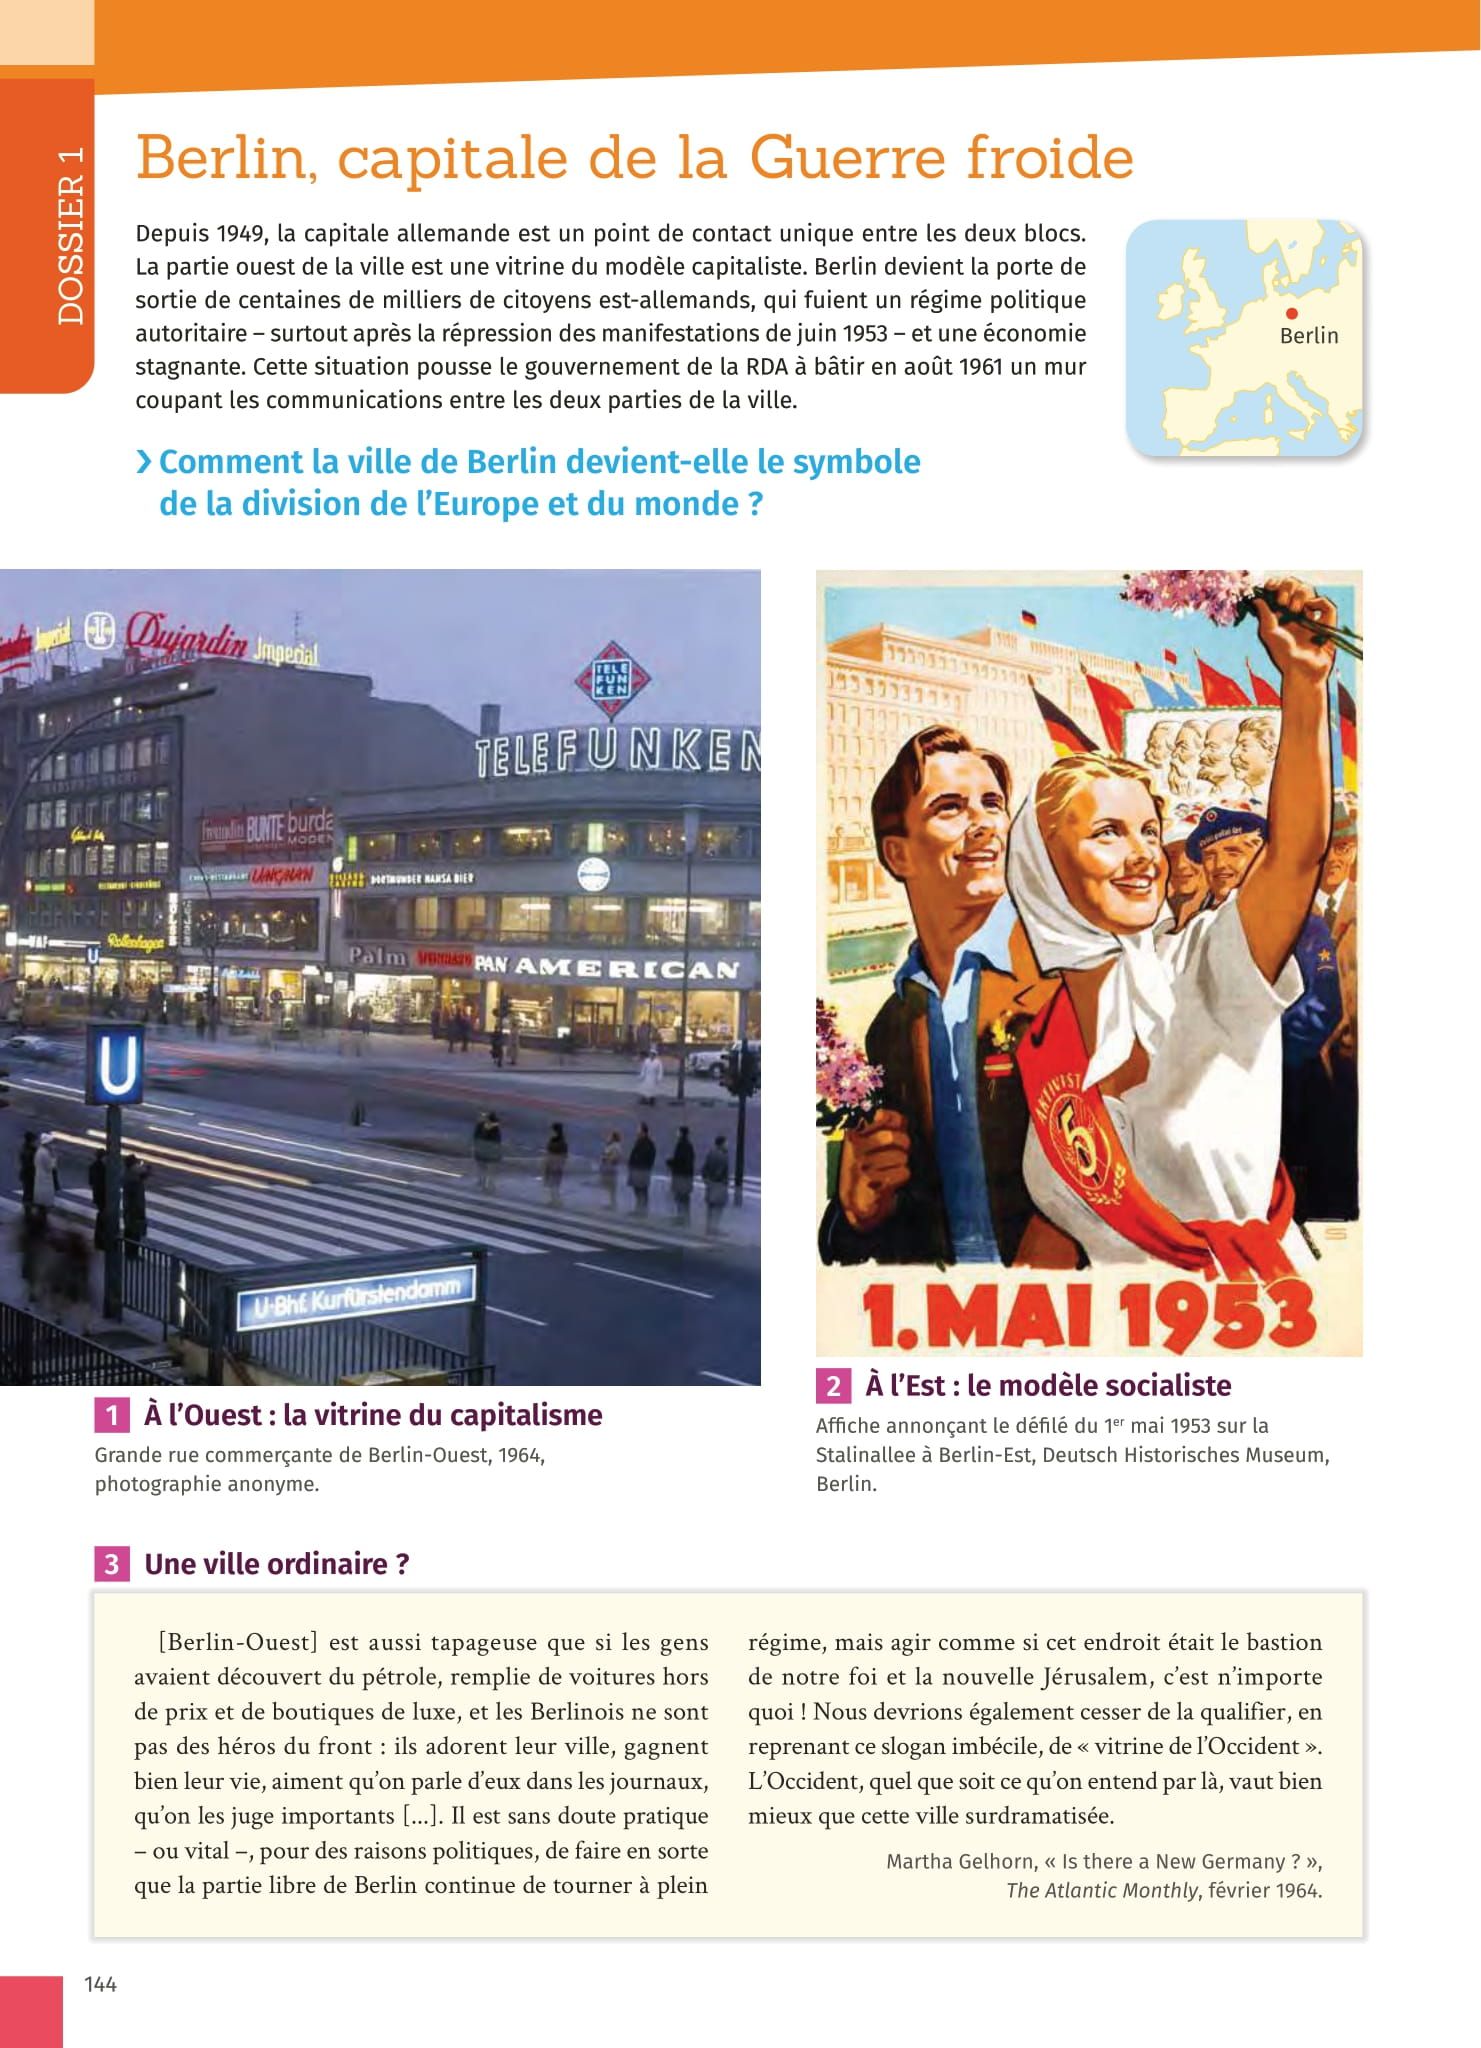 DOSSIER 1
Berlin, capitale de la Guerre froide
Depuis 1949, la capitale allemande est un point de contact unique entre les deux blocs.
La partie ouest de la ville est une vitrine du modèle capitaliste. Berlin devient la porte de
sortie de centaines de milliers de citoyens est-allemands, qui fuient un régime politique
autoritaire – surtout après la répression des manifestations de juin 1953 – et une économie
stagnante. Cette situation pousse le gouvernement de la RDA à bâtir en août 1961 un mur
coupant les communications entre les deux parties de la ville.
Berlin
› Comment la ville de Berlin devient-elle le symbole
de la division de l’Europe et du monde ?
Dujardin
Imperial
TELE
FUN
KEN
TELEFUNKEN
BUNTE burda
MODEN
DORTMUNDER HANSA BIER
Rollenhagen
Palm
PAN AMERICAN
U
U
U-Bhf. Kurfürstendamm
AKTIVIST
5
1. MAI 1953
1 À l’Ouest : la vitrine du capitalisme
Grande rue commerçante de Berlin-Ouest, 1964,
photographie anonyme.
2 À l’Est : le modèle socialiste
Affiche annonçant le défilé du 1er mai 1953 sur la
Stalinallee à Berlin-Est, Deutsch Historisches Museum,
Berlin.
3 Une ville ordinaire ?
[Berlin-Ouest] est aussi tapageuse que si les gens
avaient découvert du pétrole, remplie de voitures hors
de prix et de boutiques de luxe, et les Berlinois ne sont
pas des héros du front : ils adorent leur ville, gagnent
bien leur vie, aiment qu’on parle d’eux dans les journaux,
qu’on les juge importants [...]. Il est sans doute pratique
– ou vital –, pour des raisons politiques, de faire en sorte
que la partie libre de Berlin continue de tourner à plein
régime, mais agir comme si cet endroit était le bastion
de notre foi et la nouvelle Jérusalem, c’est n’importe
quoi ! Nous devrions également cesser de la qualifier, en
reprenant ce slogan imbécile, de « vitrine de l’Occident ».
L’Occident, quel que soit ce qu’on entend par là, vaut bien
mieux que cette ville surdramatisée.
Martha Gelhorn, « Is there a New Germany ? »,
The Atlantic Monthly, février 1964.
144